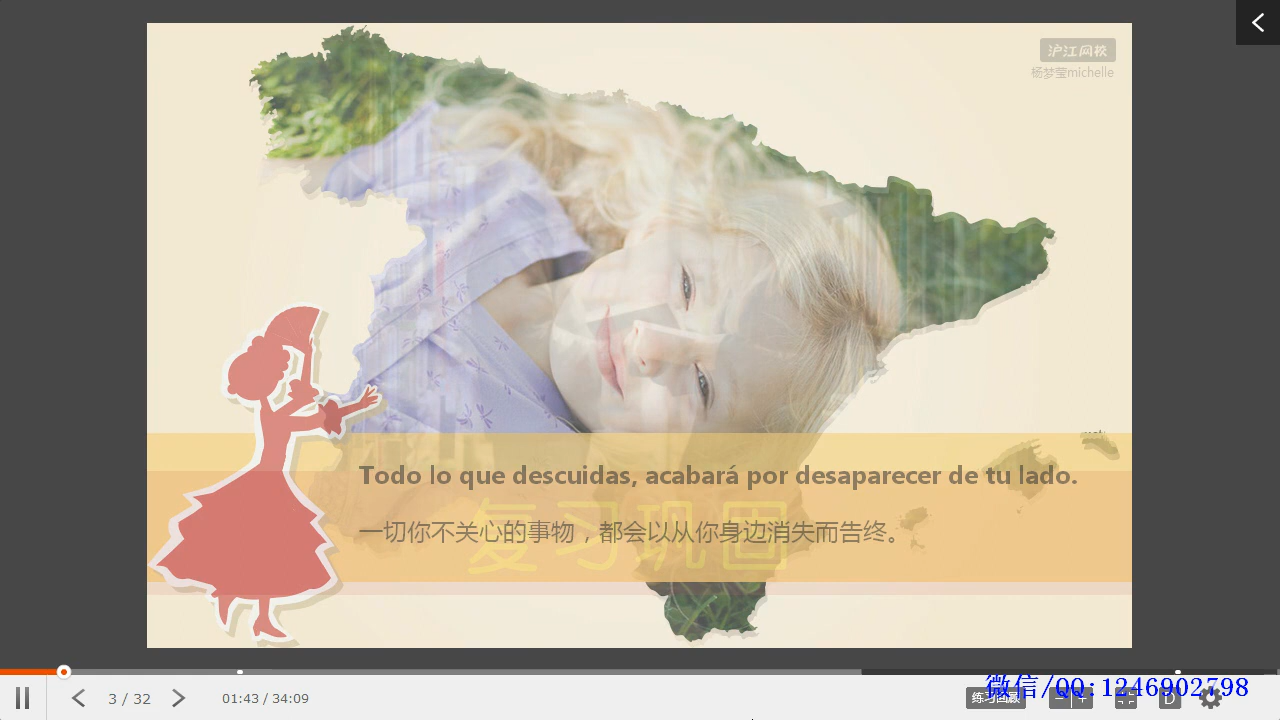 沪江网校
杨梦莹michelle
Todo lo que descuidas, acabará por desaparecer de tu lado.
复习巩固
一切你不关心的事物，都会以从你身边消失而告终。
微信/QQ:1246902798
3 / 32
01:43 / 34:09
练习回顾
D